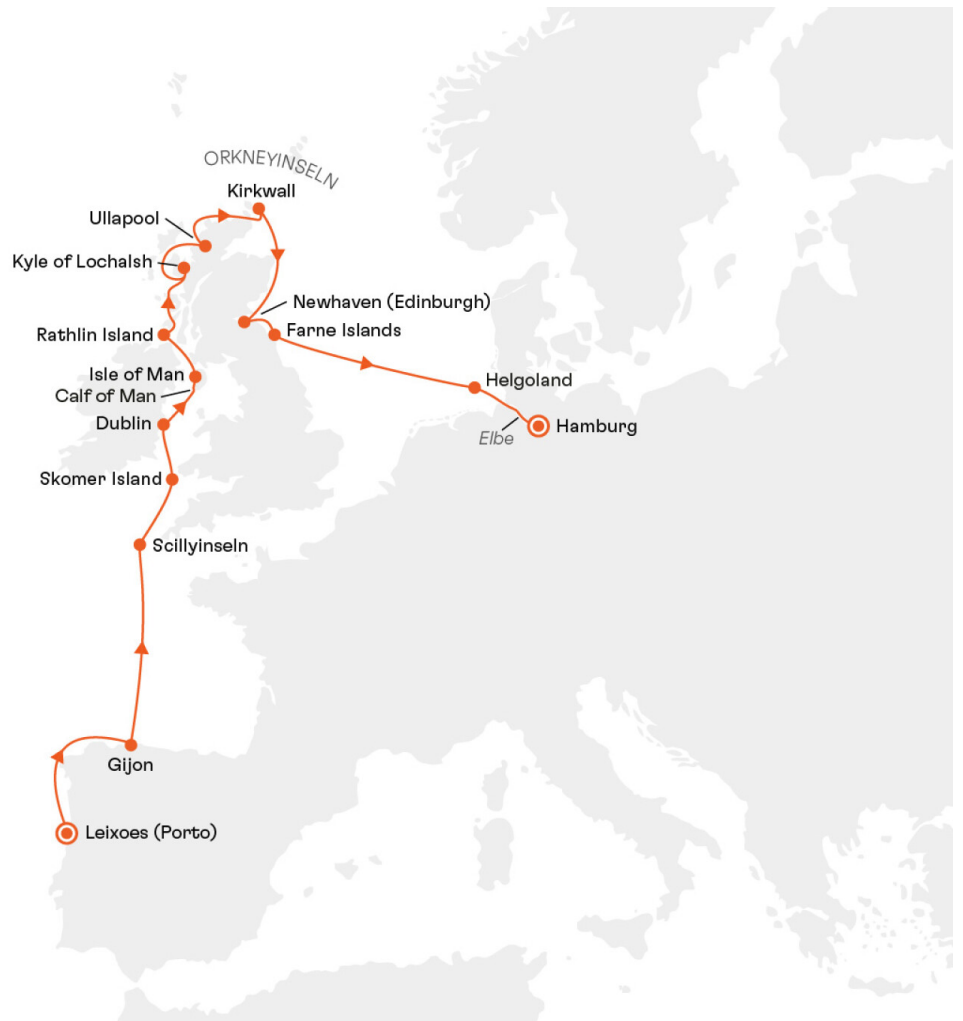 ORKNEYINSELN
Kirkwall
Ullapool
Kyle of Lochalsh
Newhaven (Edinburgh)
Rathlin Island
Farne Islands
Isle of Man
Calf of Man
Helgoland
Dublin
Hamburg
Elbe
Skomer Island
Scillyinseln
Gijon
Leixoes (Porto)